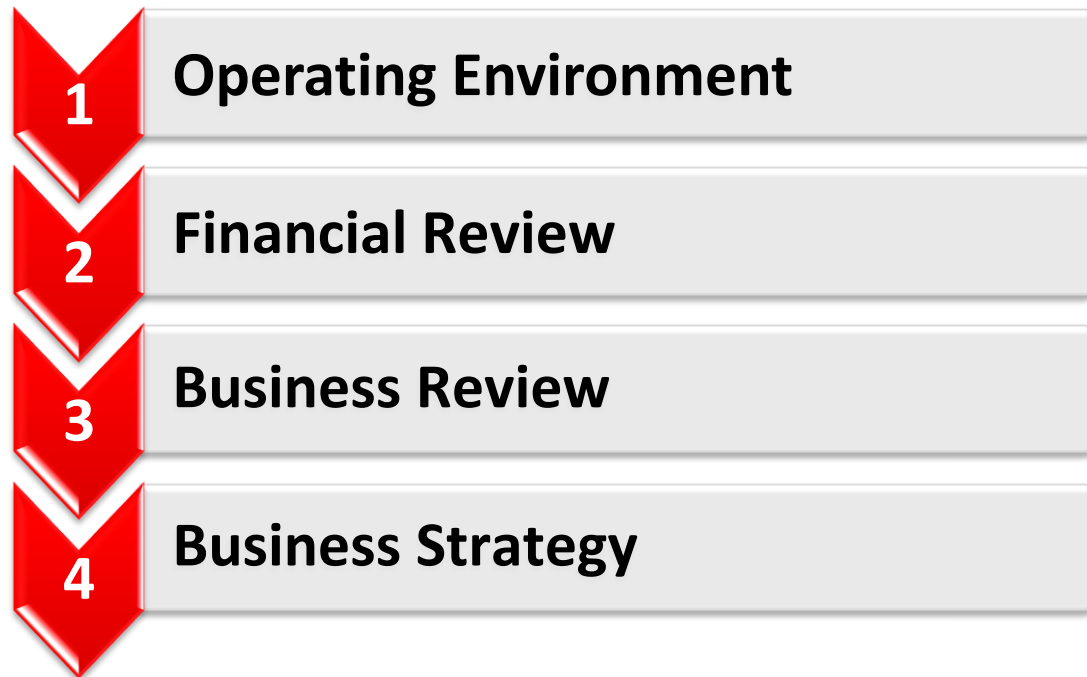 1 Operating Environment
2 Financial Review
3 Business Review
4 Business Strategy